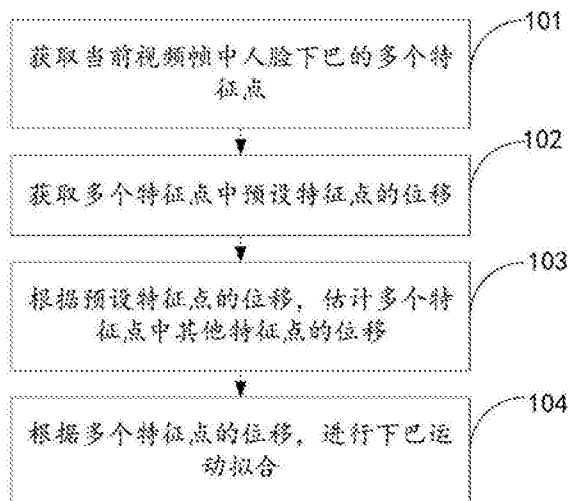 101
获取当前视频帧中人脸下巴的多个特
征点
102
获取多个特征点中预设特征点的位移
103
根据预设特征点的位移，估计多个特
征点中其他特征点的位移
104
根据多个特征点的位移，进行下巴运
动拟合